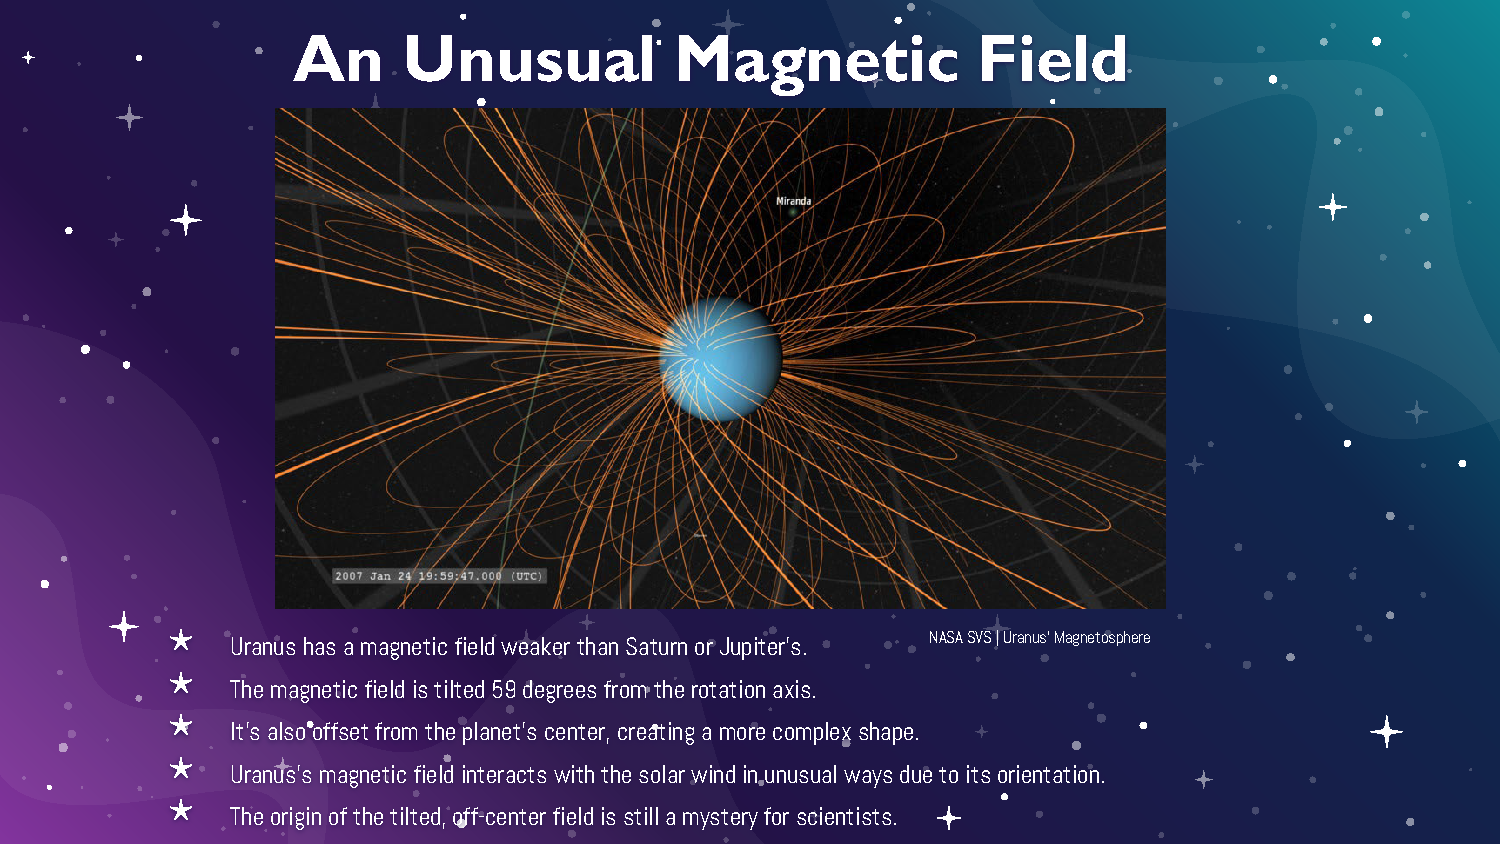 An Unusual Magnetic Field
Miranda
2007 Jan 24 19:59:47.000 (UTC)
NASA SVS | Uranus' Magnetosphere
Uranus has a magnetic field weaker than Saturn or Jupiter's.
The magnetic field is tilted 59 degrees from the rotation axis.
It's also offset from the planet's center, creating a more complex shape.
Uranus's magnetic field interacts with the solar wind in unusual ways due to its orientation.
The origin of the tilted, off-center field is still a mystery for scientists.